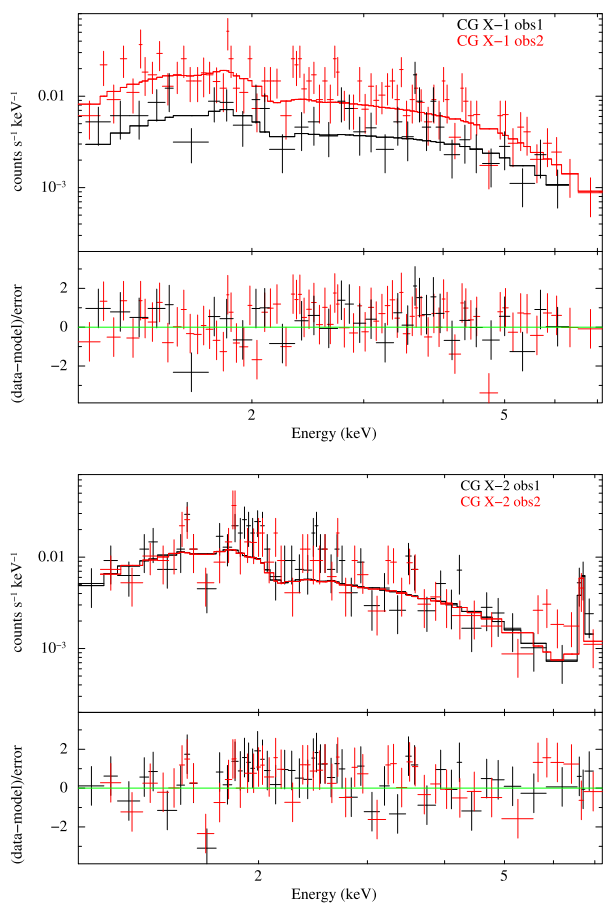 CG X−1 obs1
CG X−1 obs2
0.01
10⁻³
counts s⁻¹ keV⁻¹
2
0
−2
(data−model)/error
2
5
Energy (keV)
CG X−2 obs1
CG X−2 obs2
0.01
10⁻³
counts s⁻¹ keV⁻¹
2
0
−2
(data−model)/error
2
5
Energy (keV)